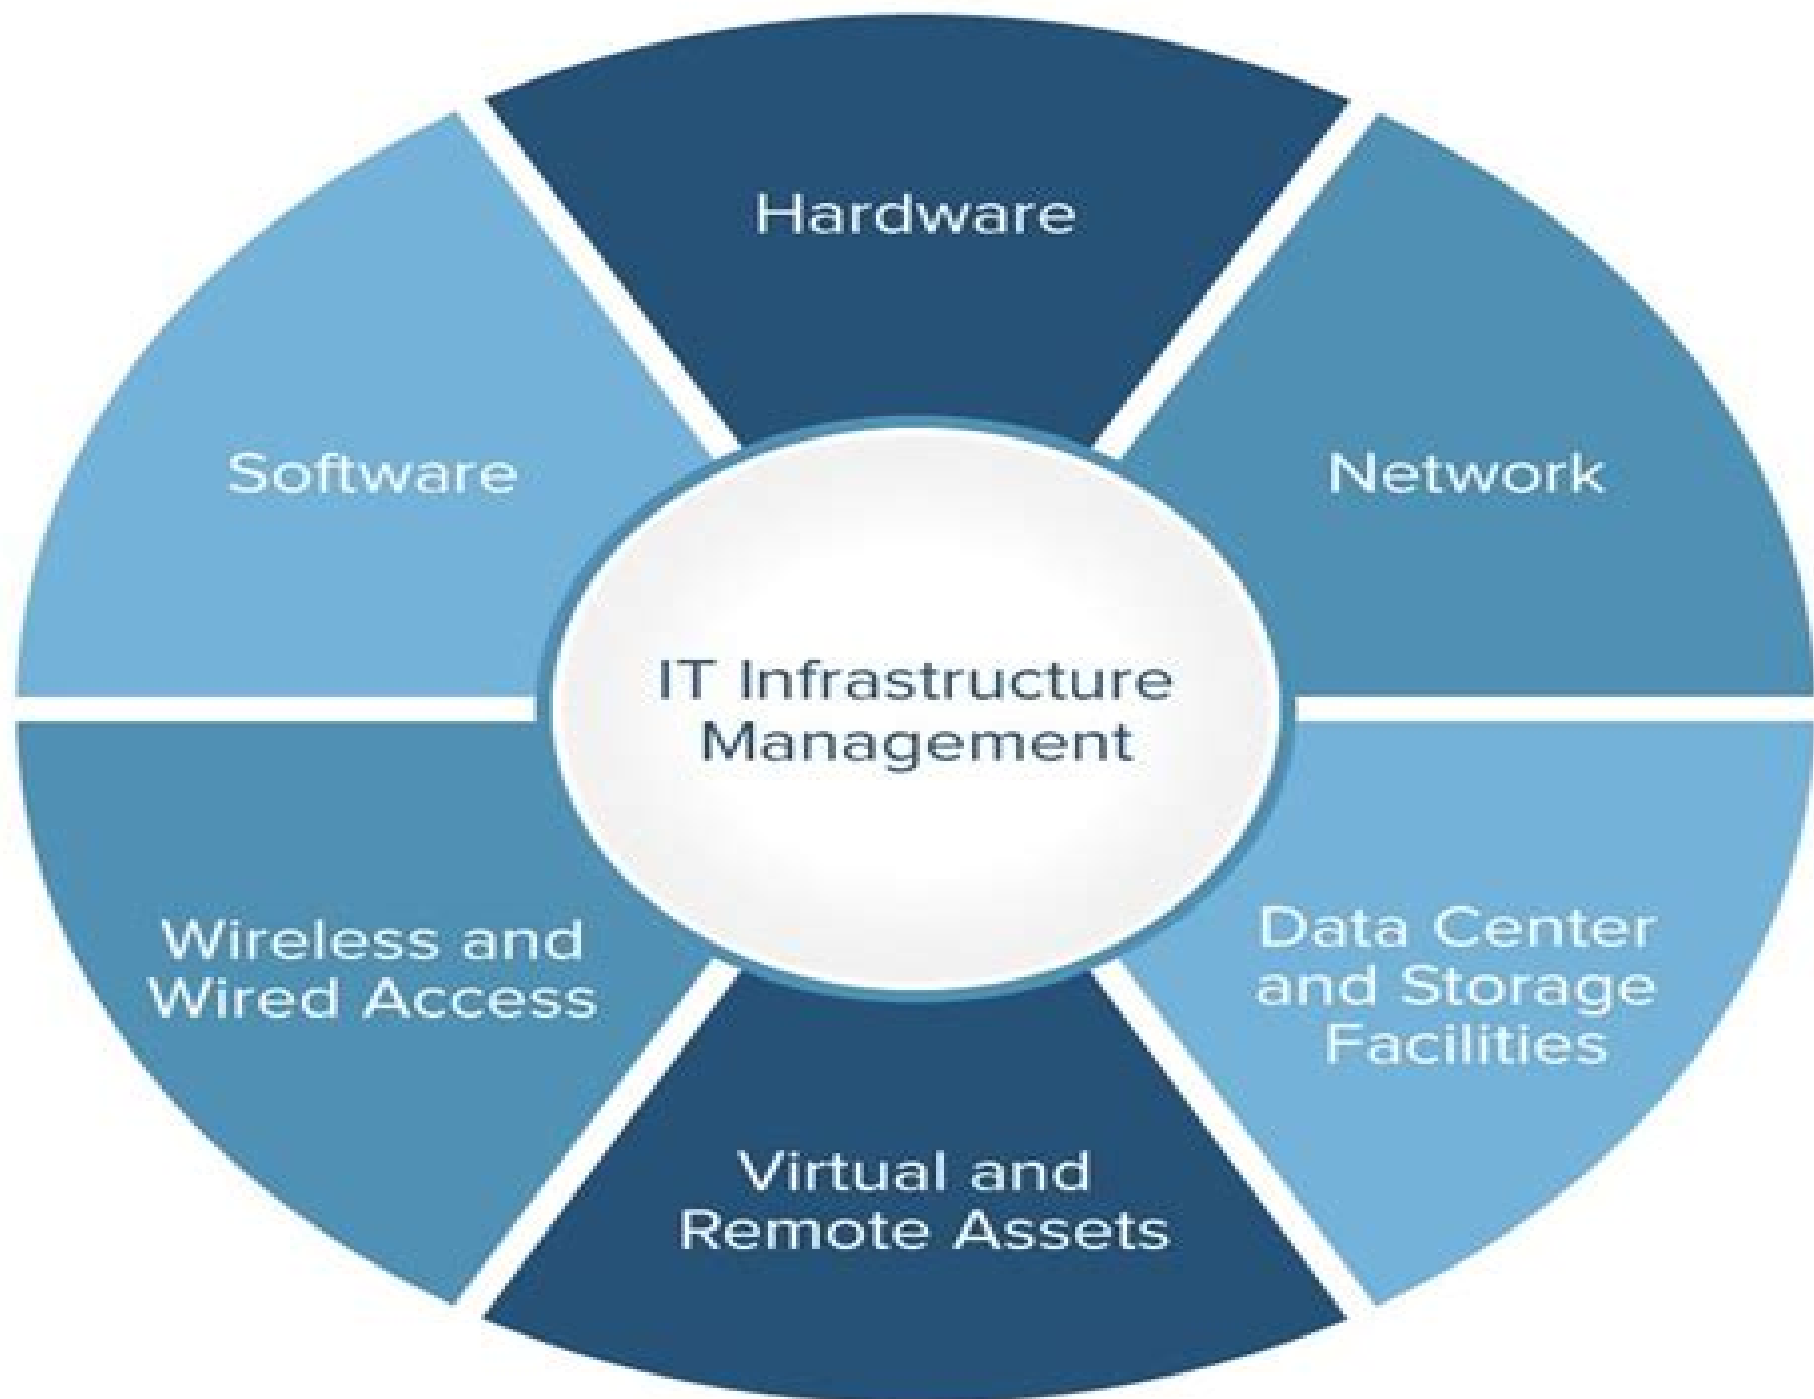 Hardware
Software
Network
IT Infrastructure
Management
Wireless and
Wired Access
Data Center
and Storage
Facilities
Virtual and
Remote Assets